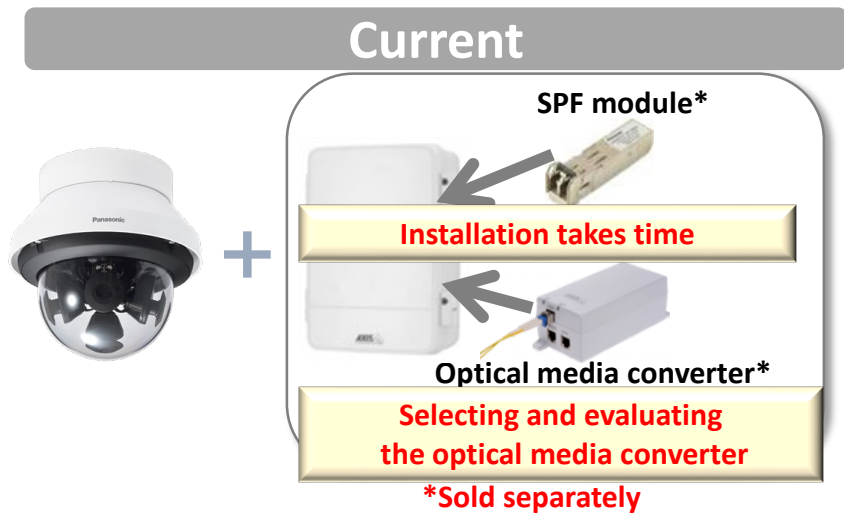 Current
SPF module*
Panasonic
Installation takes time
AXIS
Optical media converter*
Selecting and evaluating
the optical media converter
*Sold separately